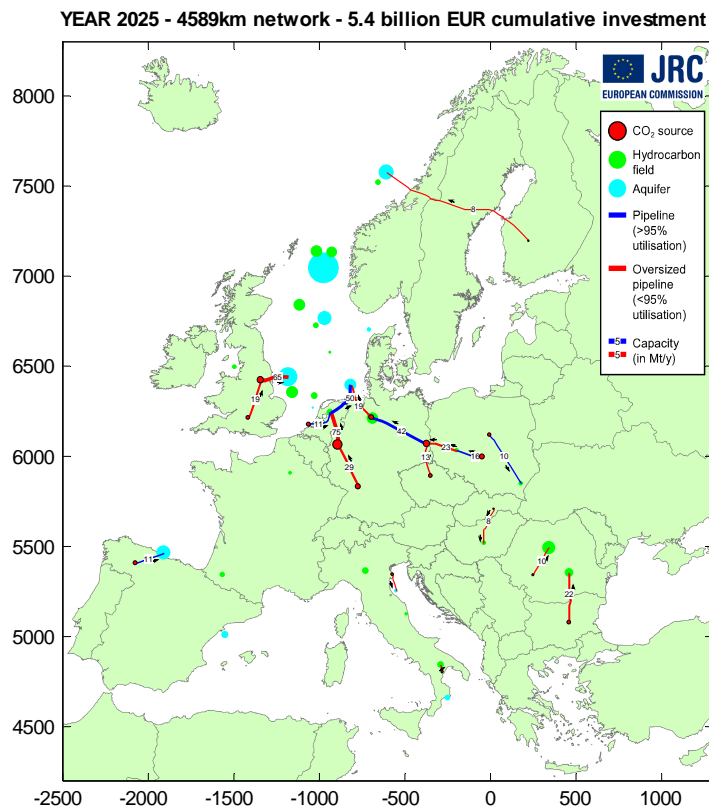 YEAR 2025 - 4589km network - 5.4 billion EUR cumulative investment
JRC
EUROPEAN COMMISSION
CO₂ source
Hydrocarbon
field
Aquifer
Pipeline
(>95%
utilisation)
Oversized
pipeline
(<95%
utilisation)
5
Capacity
5
(in Mt/y)
8000
7500
7000
6500
6000
5500
5000
4500
8
65
19
50
19
11
75
42
23
16
13
10
29
8
11
10
22
-2500
-2000
-1500
-1000
-500
0
500
1000